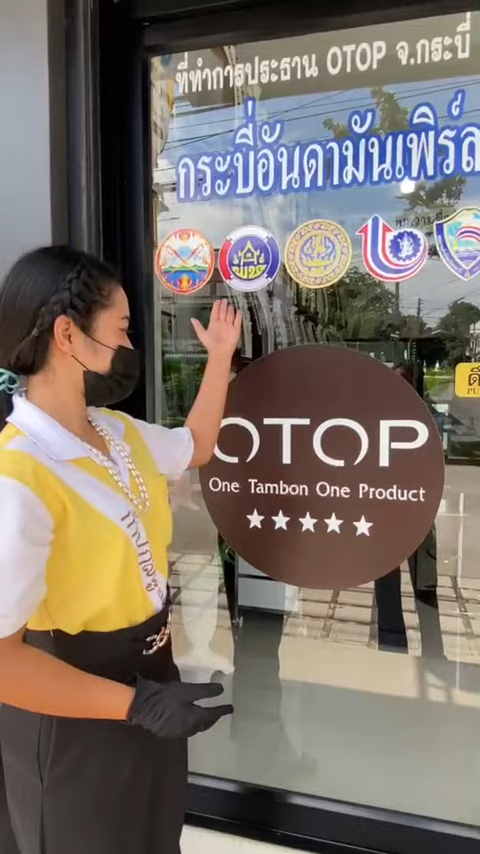 ที่ทำการประธาน OTOP จ.กระบี่
กระบี่อันดามันเพิร์ล
OTOP
One Tambon One Product
★★★★★
PU